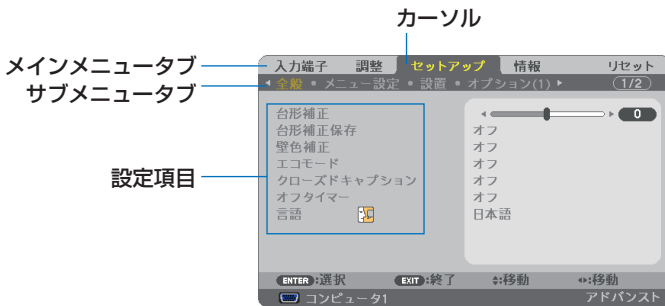 カーソル
メインメニュータブ
サブメニュータブ
設定項目
入力端子 調整 セットアップ 情報 リセット
全般 • メニュー設定 • 設置 • オプション(1) 1/2
台形補正 0
台形補正保存 オフ
壁色補正 オフ
エコモード オフ
クローズドキャプション オフ
オフタイマー オフ
言語 日本語
ENTER:選択 EXIT:終了 :移動 :移動
コンピュータ1 アドバンスト